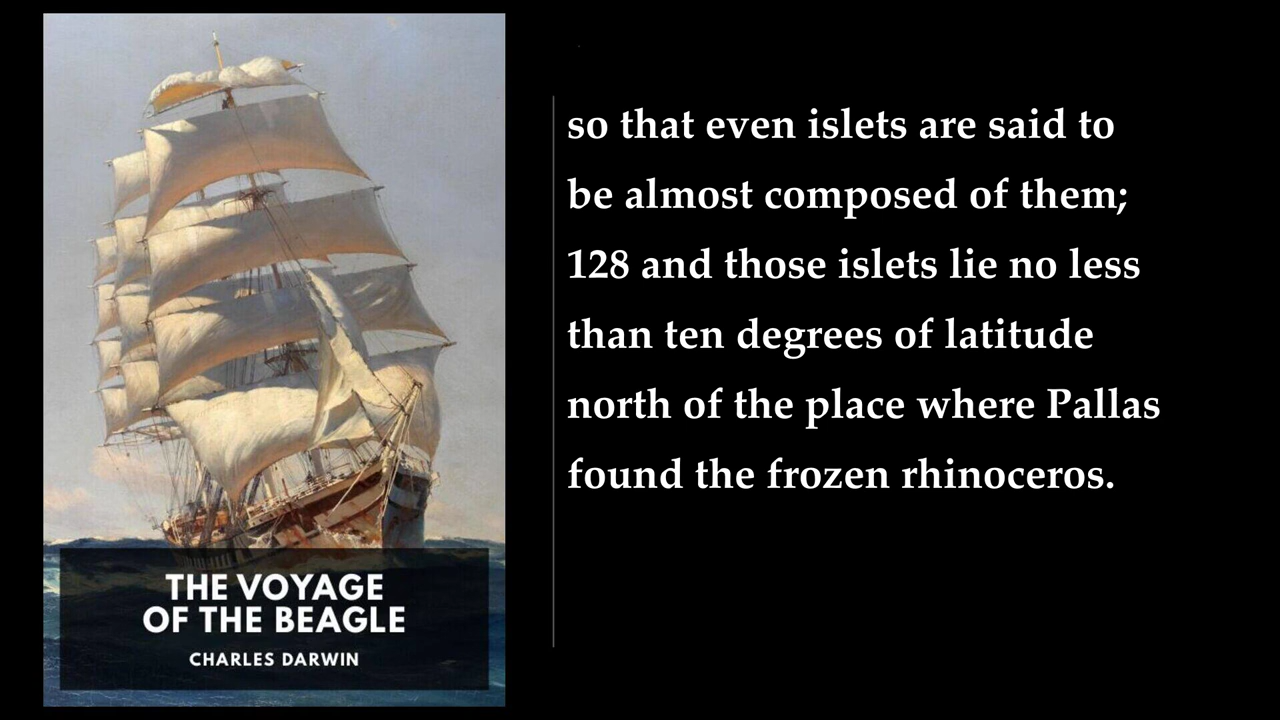 THE VOYAGE
OF THE BEAGLE
CHARLES DARWIN
so that even islets are said to
be almost composed of them;
128 and those islets lie no less
than ten degrees of latitude
north of the place where Pallas
found the frozen rhinoceros.